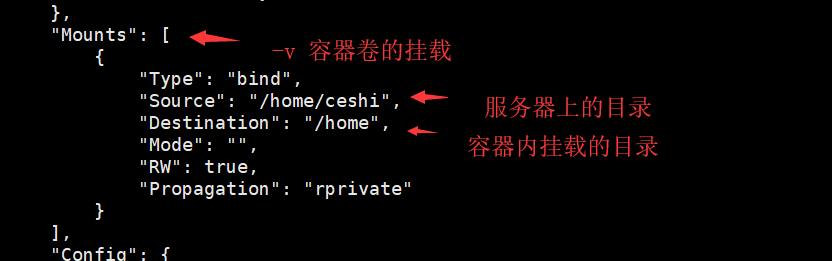 },
"Mounts": [
-v 容器卷的挂载
{
"Type": "bind",
"Source": "/home/ceshi",
服务器上的目录
"Destination": "/home",
容器内挂载的目录
"Mode": "",
"RW": true,
"Propagation": "rprivate"
}
],
"Config": {